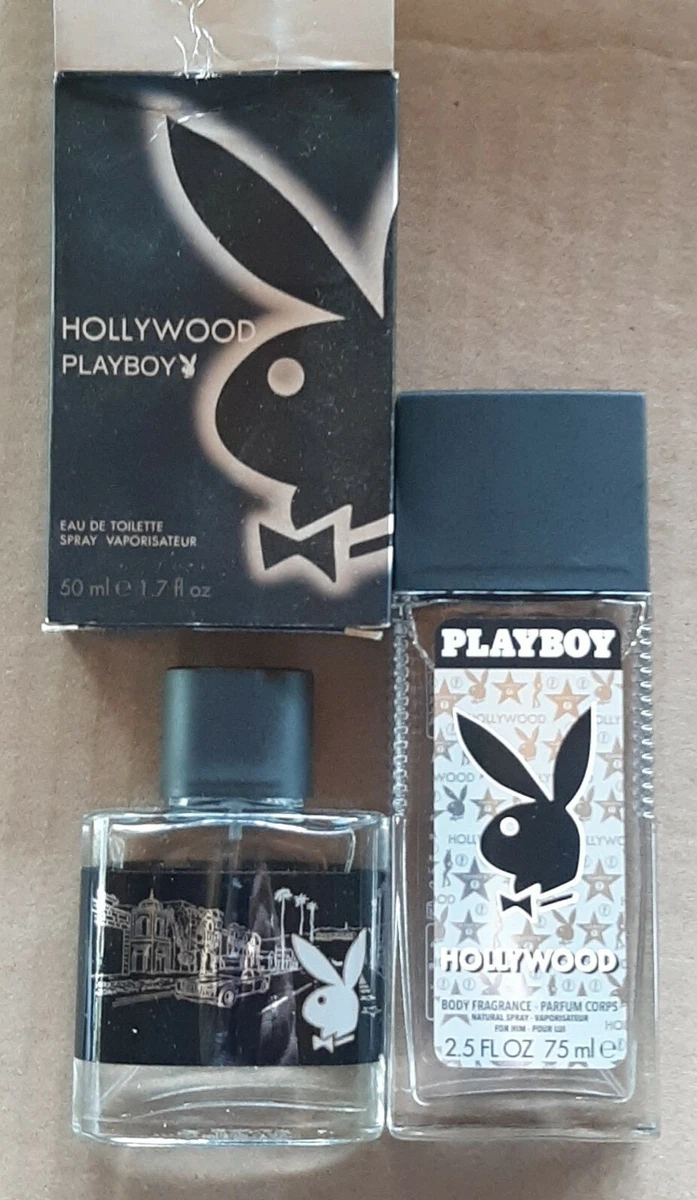 HOLLYWOOD
PLAYBOY
EAU DE TOILETTE
SPRAY VAPORISATEUR
50 ml e 1.7 fl oz
PLAYBOY
HOLLYWOOD
HOLLYWOOD
BODY FRAGRANCE - PARFUM CORPS
NATURAL SPRAY - VAPORISATEUR
FOR HIM - POUR LUI
2.5 FL OZ 75 ml e